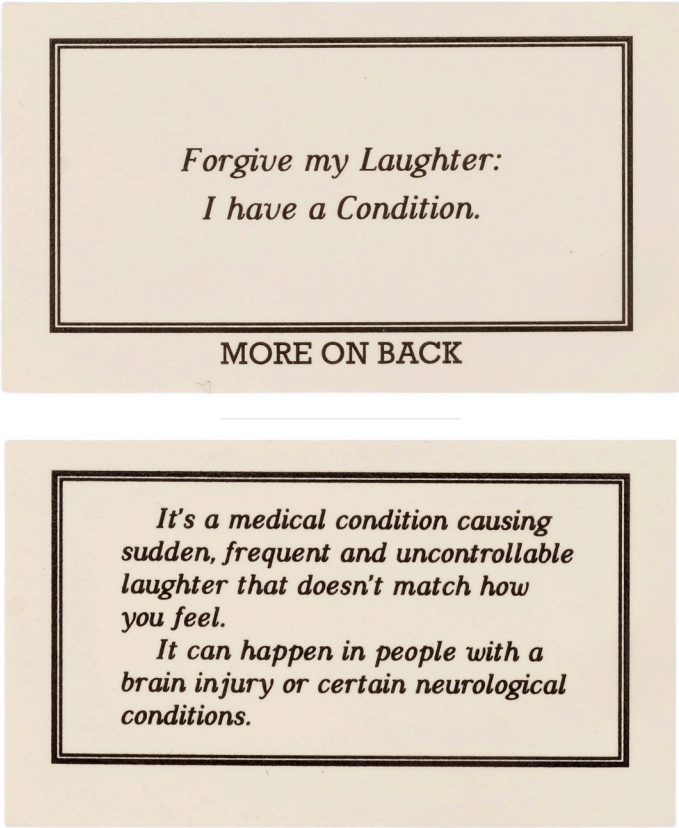 Forgive my Laughter:
I have a Condition.
MORE ON BACK
It's a medical condition causing
sudden, frequent and uncontrollable
laughter that doesn't match how
you feel.
It can happen in people with a
brain injury or certain neurological
conditions.